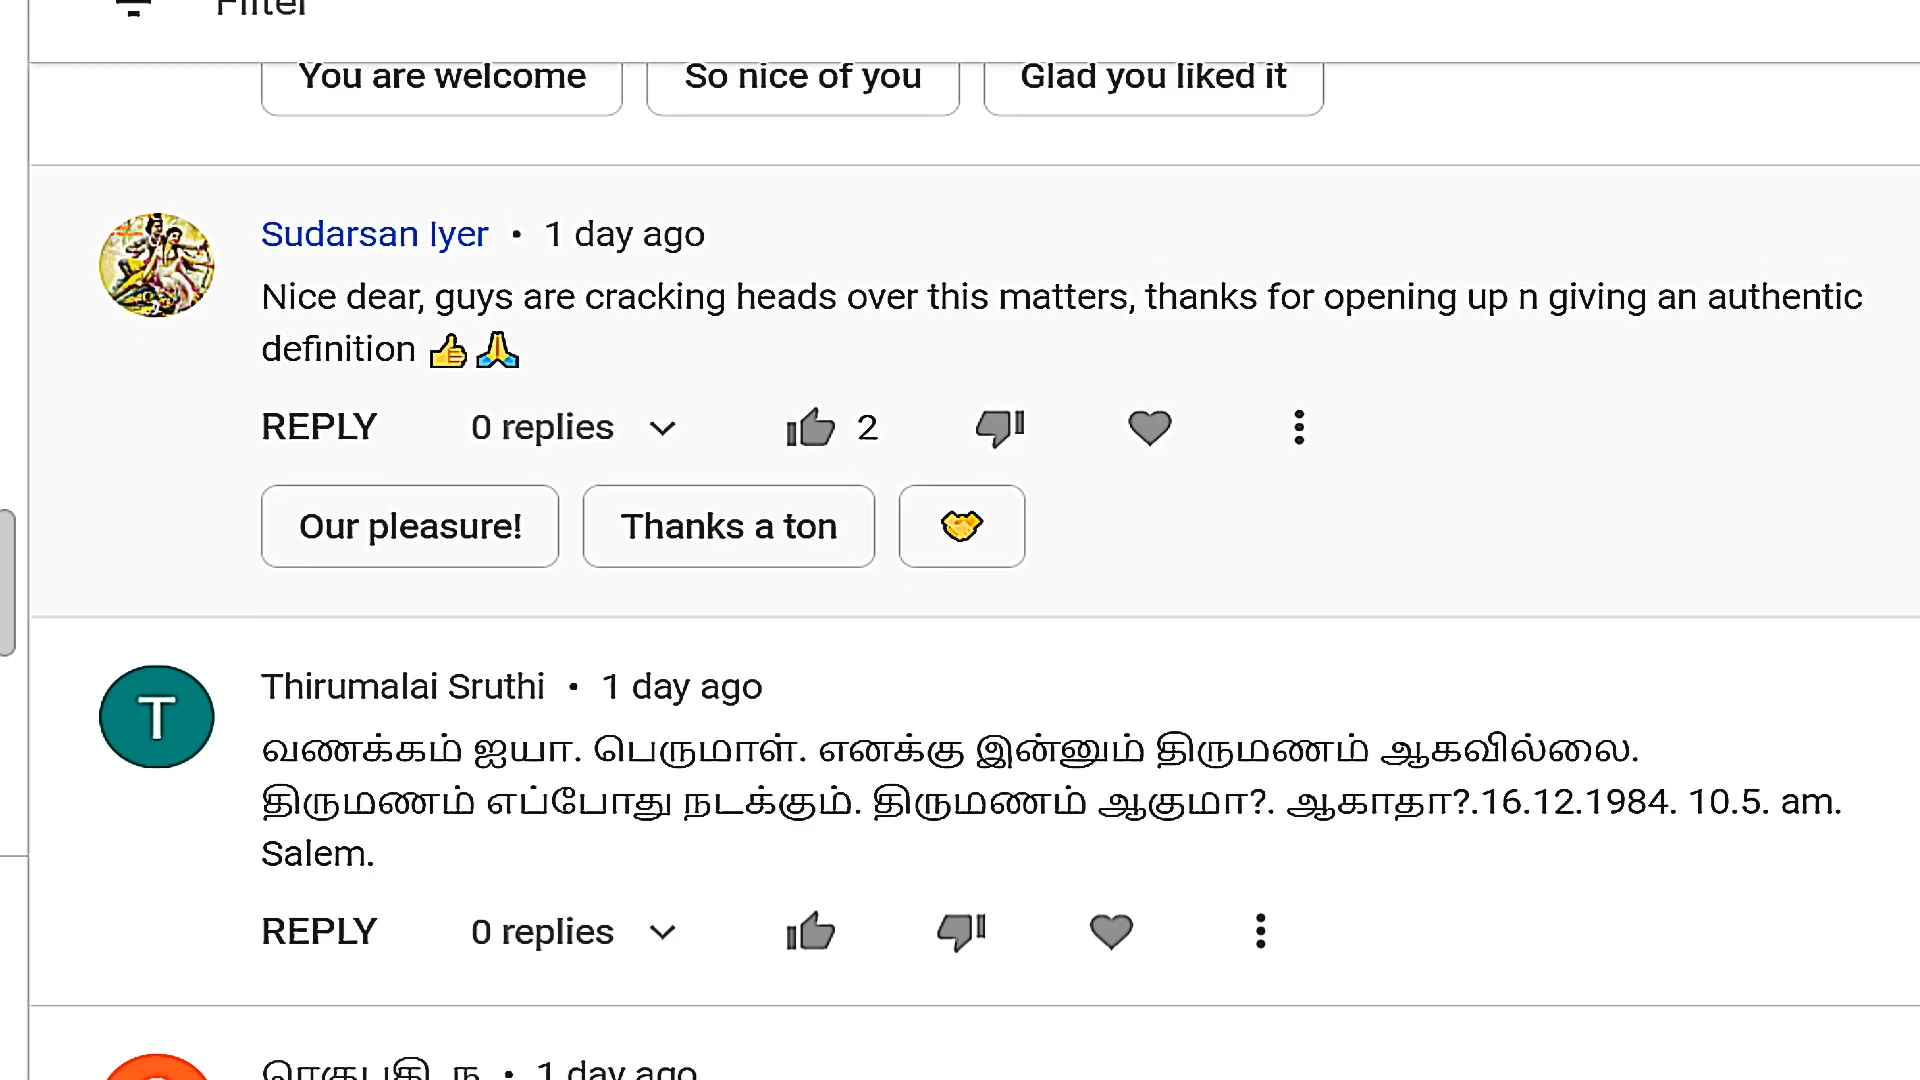 Filter
You are welcome So nice of you Glad you liked it
Sudarsan Iyer • 1 day ago
Nice dear, guys are cracking heads over this matters, thanks for opening up n giving an authentic
definition 👍 🙏
REPLY 0 replies 2
Our pleasure! Thanks a ton 🤝
T Thirumalai Sruthi • 1 day ago
வணக்கம் ஐயா. பெருமாள். எனக்கு இன்னும் திருமணம் ஆகவில்லை.
திருமணம் எப்போது நடக்கும். திருமணம் ஆகுமா?. ஆகாதா?.16.12.1984. 10.5. am.
Salem.
REPLY 0 replies
• 1 day ago